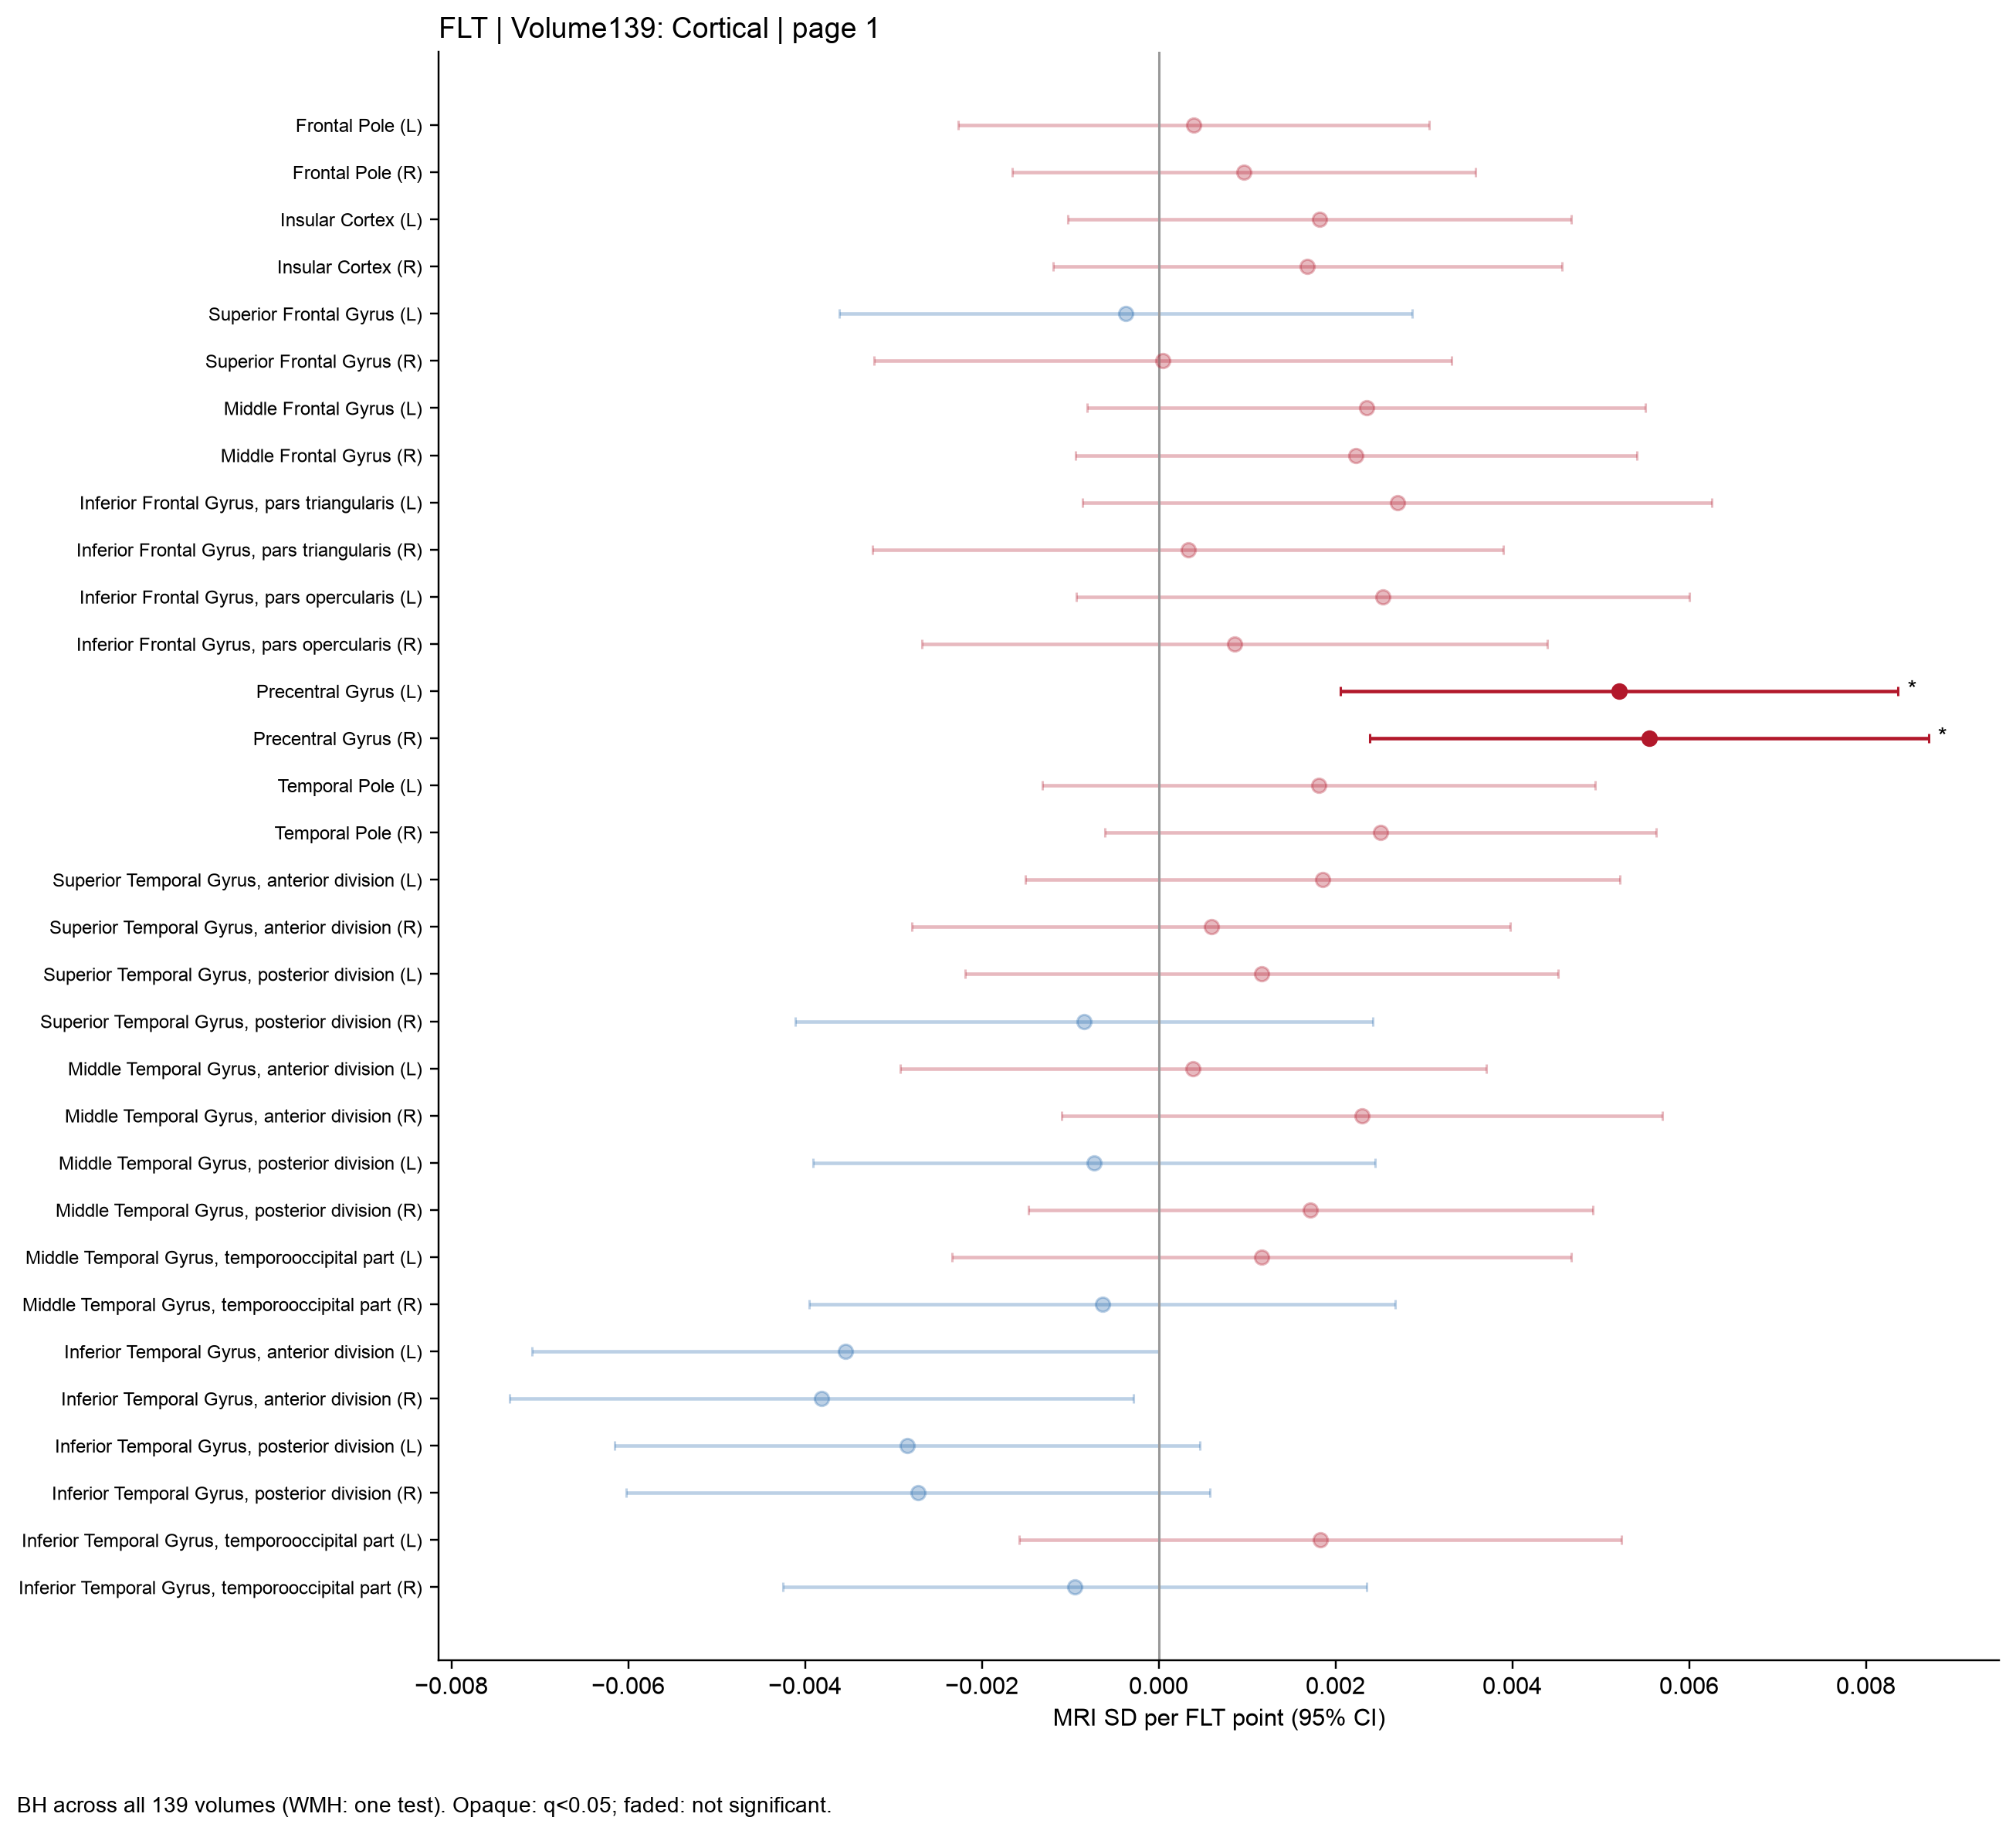 FLT | Volume139: Cortical | page 1
Frontal Pole (L)
Frontal Pole (R)
Insular Cortex (L)
Insular Cortex (R)
Superior Frontal Gyrus (L)
Superior Frontal Gyrus (R)
Middle Frontal Gyrus (L)
Middle Frontal Gyrus (R)
Inferior Frontal Gyrus, pars triangularis (L)
Inferior Frontal Gyrus, pars triangularis (R)
Inferior Frontal Gyrus, pars opercularis (L)
Inferior Frontal Gyrus, pars opercularis (R)
Precentral Gyrus (L) *
Precentral Gyrus (R) *
Temporal Pole (L)
Temporal Pole (R)
Superior Temporal Gyrus, anterior division (L)
Superior Temporal Gyrus, anterior division (R)
Superior Temporal Gyrus, posterior division (L)
Superior Temporal Gyrus, posterior division (R)
Middle Temporal Gyrus, anterior division (L)
Middle Temporal Gyrus, anterior division (R)
Middle Temporal Gyrus, posterior division (L)
Middle Temporal Gyrus, posterior division (R)
Middle Temporal Gyrus, temporooccipital part (L)
Middle Temporal Gyrus, temporooccipital part (R)
Inferior Temporal Gyrus, anterior division (L)
Inferior Temporal Gyrus, anterior division (R)
Inferior Temporal Gyrus, posterior division (L)
Inferior Temporal Gyrus, posterior division (R)
Inferior Temporal Gyrus, temporooccipital part (L)
Inferior Temporal Gyrus, temporooccipital part (R)
−0.008 −0.006 −0.004 −0.002 0.000 0.002 0.004 0.006 0.008
MRI SD per FLT point (95% CI)
BH across all 139 volumes (WMH: one test). Opaque: q<0.05; faded: not significant.